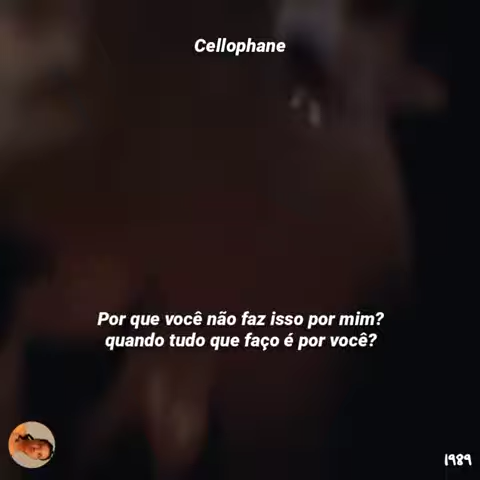 Cellophane
Por que você não faz isso por mim?
quando tudo que faço é por você?
1989